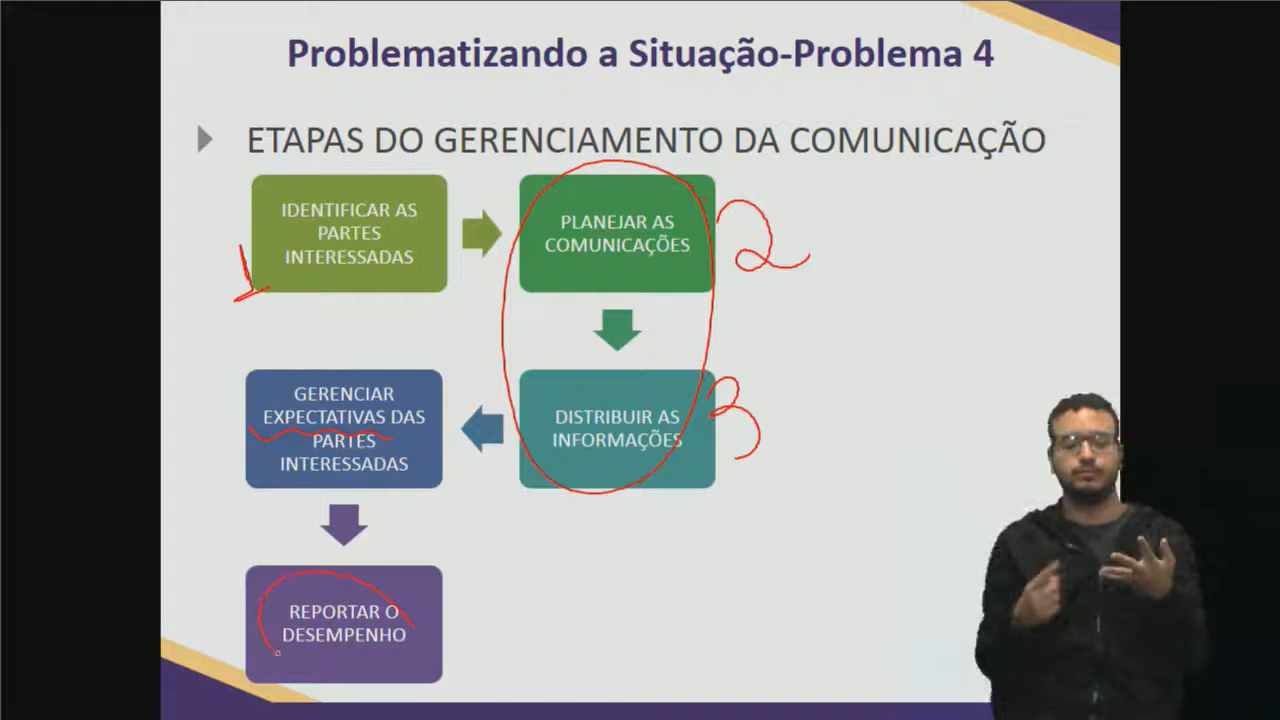 Problematizando a Situação-Problema 4
ETAPAS DO GERENCIAMENTO DA COMUNICAÇÃO
IDENTIFICAR AS
PARTES
INTERESSADAS
1
PLANEJAR AS
COMUNICAÇÕES
2
DISTRIBUIR AS
INFORMAÇÕES
3
GERENCIAR
EXPECTATIVAS DAS
PARTES
INTERESSADAS
REPORTAR O
DESEMPENHO